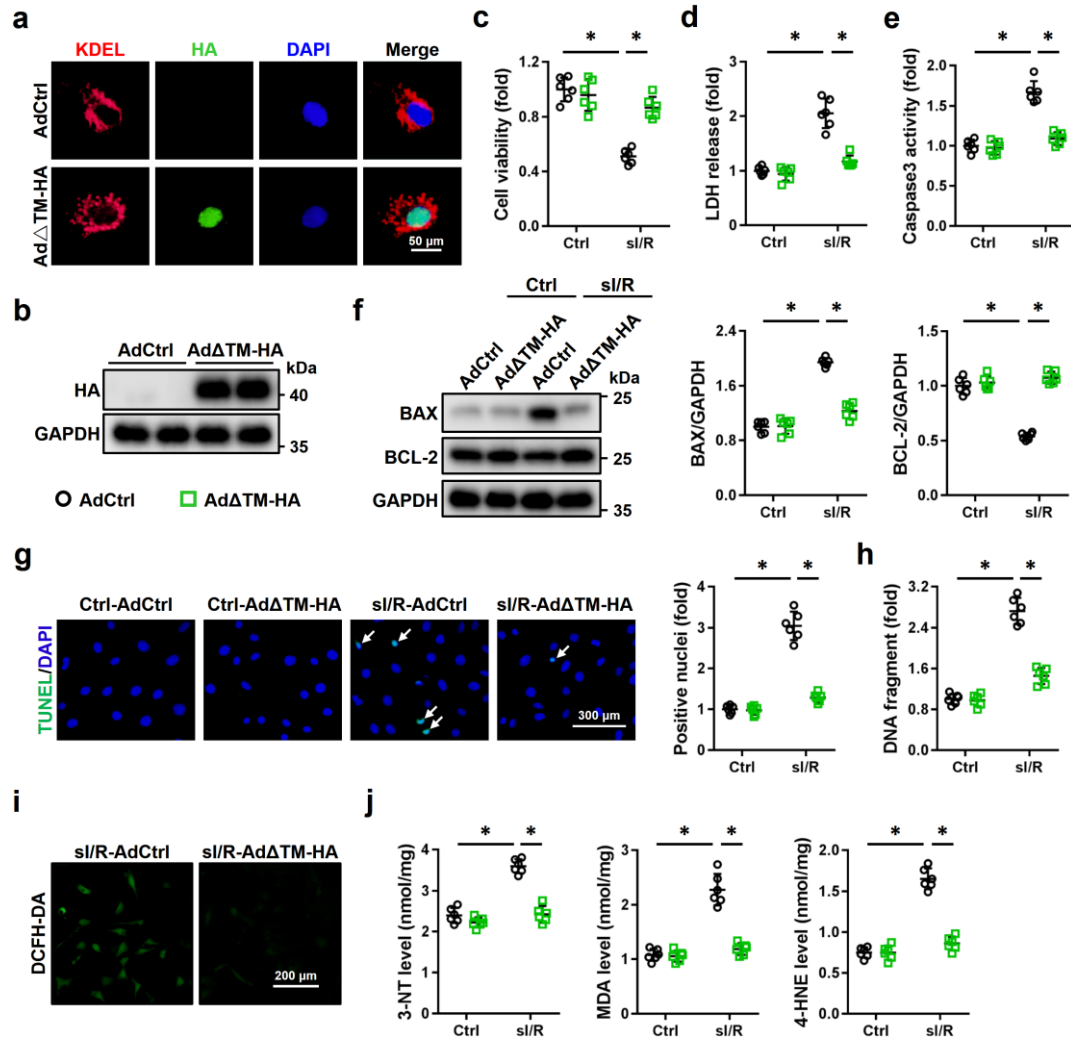 a
KDEL
HA
DAPI
Merge
AdCtrl
Ad△TM-HA
50 μm
b
AdCtrl
AdΔTM-HA
kDa
HA
40
GAPDH
35
AdCtrl
AdΔTM-HA
c
*
*
Cell viability (fold)
1.2
0.9
0.6
0.3
0.0
Ctrl
sI/R
d
*
*
LDH release (fold)
3
2
1
0
Ctrl
sI/R
e
*
*
Caspase3 activity (fold)
2.0
1.5
1.0
0.5
0.0
Ctrl
sI/R
f
Ctrl
sI/R
AdCtrl
AdΔTM-HA
AdCtrl
AdΔTM-HA
kDa
BAX
25
BCL-2
25
GAPDH
35
*
*
BAX/GAPDH
2.4
1.6
0.8
0.0
Ctrl
sI/R
*
*
BCL-2/GAPDH
1.5
1.0
0.5
0.0
Ctrl
sI/R
g
Ctrl-AdCtrl
Ctrl-AdΔTM-HA
sI/R-AdCtrl
sI/R-AdΔTM-HA
TUNEL/DAPI
300 μm
*
*
Positive nuclei (fold)
4
3
2
1
0
Ctrl
sI/R
h
*
*
DNA fragment (fold)
3.2
2.4
1.6
0.8
0.0
Ctrl
sI/R
i
sI/R-AdCtrl
sI/R-AdΔTM-HA
DCFH-DA
200 μm
j
*
*
3-NT level (nmol/mg)
4
3
2
1
0
Ctrl
sI/R
*
*
MDA level (nmol/mg)
3
2
1
0
Ctrl
sI/R
*
*
4-HNE level (nmol/mg)
2.0
1.5
1.0
0.5
0.0
Ctrl
sI/R